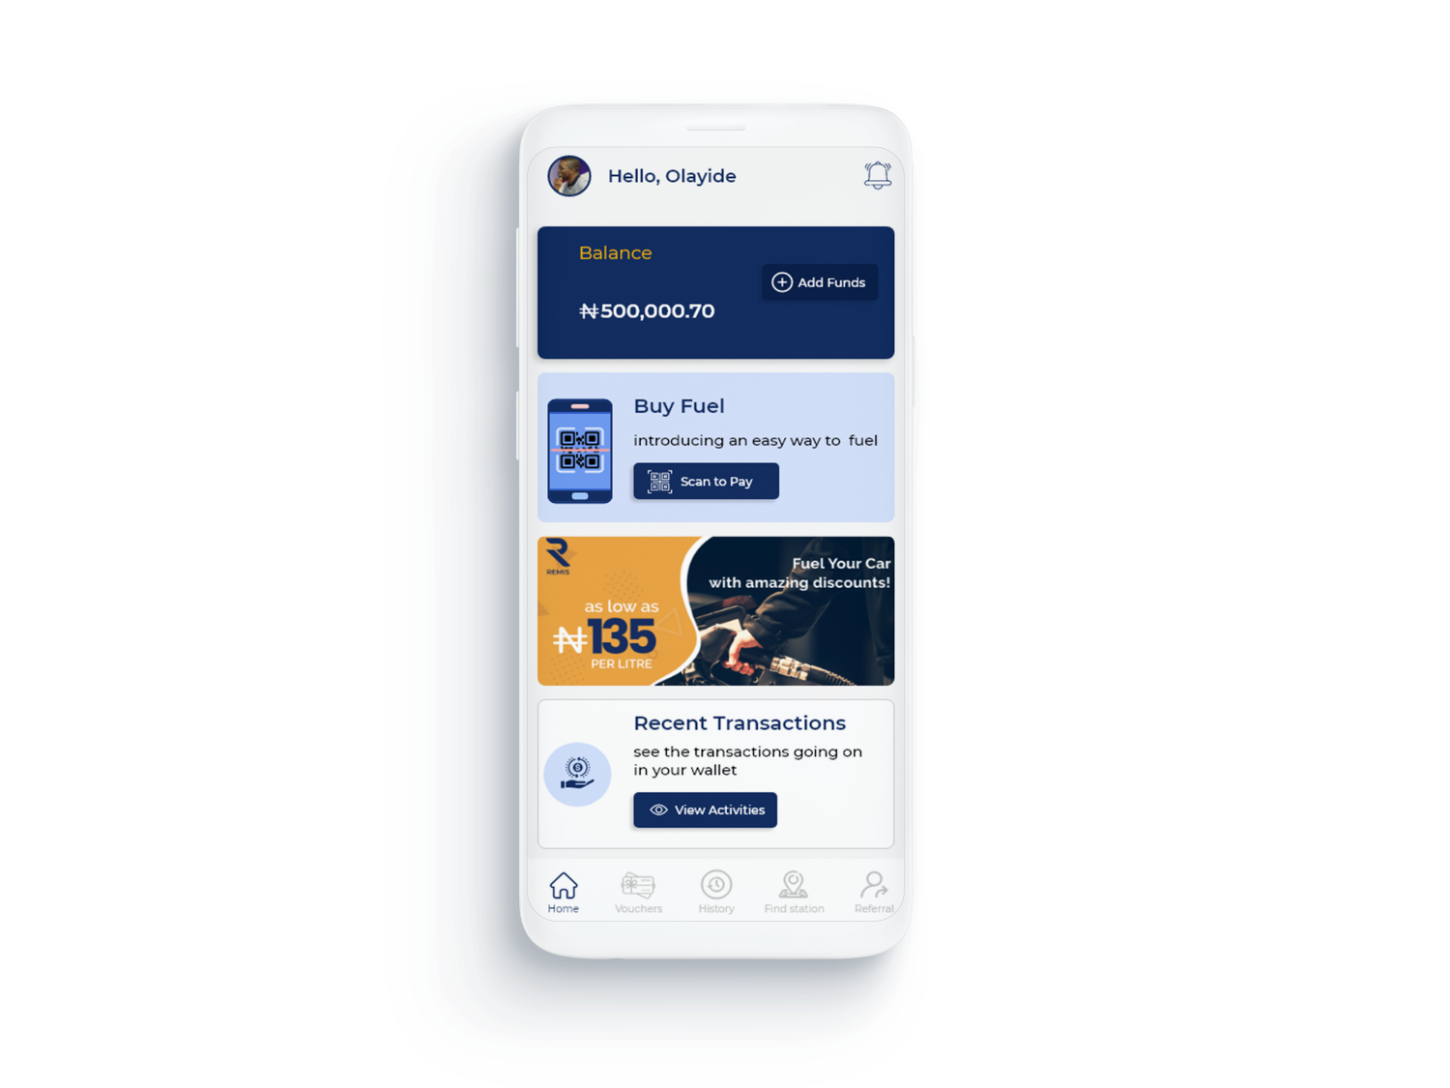 Hello, Olayide
Balance
Add Funds
₦500,000.70
Buy Fuel
introducing an easy way to fuel
Scan to Pay
REMIS
Fuel Your Car
with amazing discounts!
as low as
₦135
PER LITRE
Recent Transactions
see the transactions going on
in your wallet
View Activities
Home
Vouchers
History
Find station
Referral